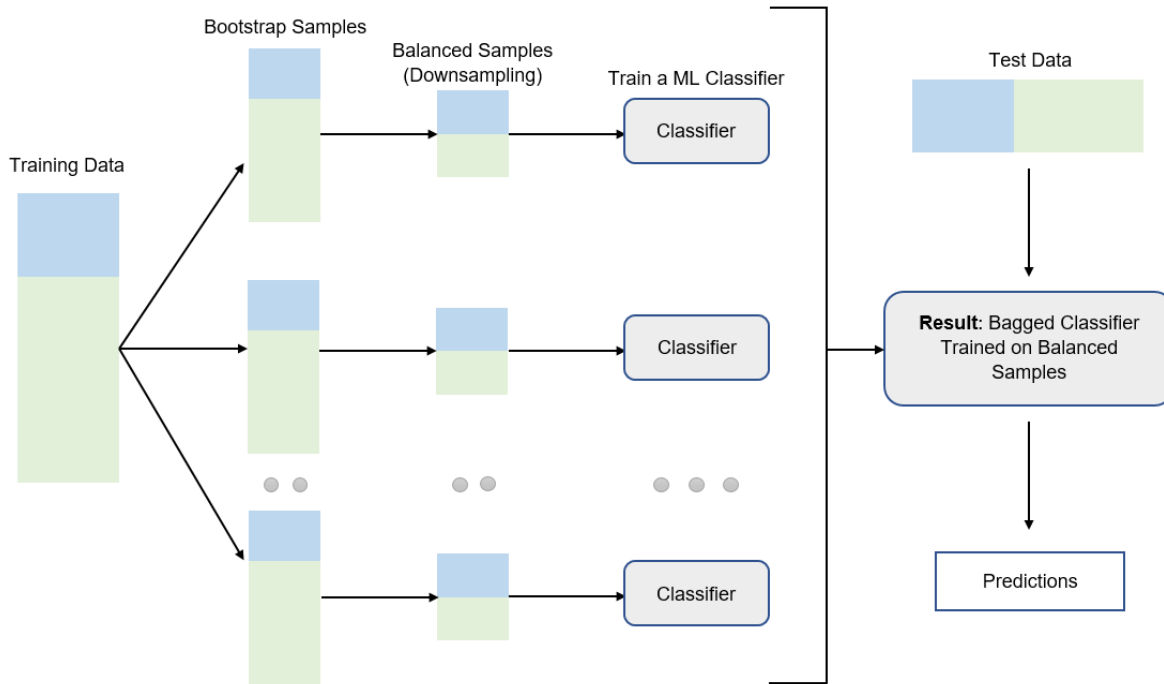 Training Data
Bootstrap Samples
Balanced Samples
(Downsampling)
Train a ML Classifier
Classifier
Classifier
Classifier
Test Data
Result: Bagged Classifier
Trained on Balanced
Samples
Predictions